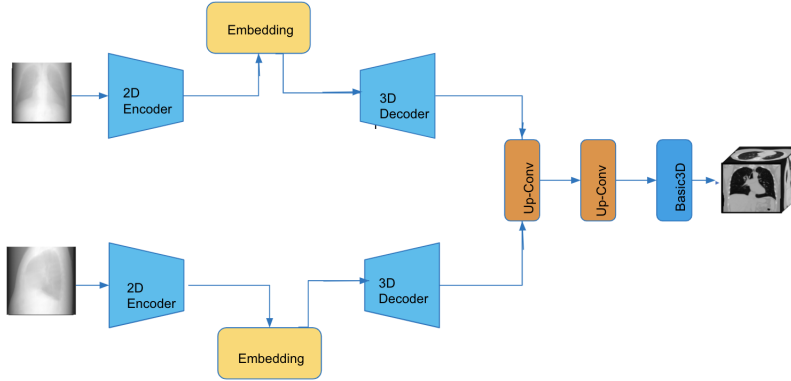 Embedding
2D
Encoder
3D
Decoder
Up-Conv
Up-Conv
Basic3D
2D
Encoder
3D
Decoder
Embedding